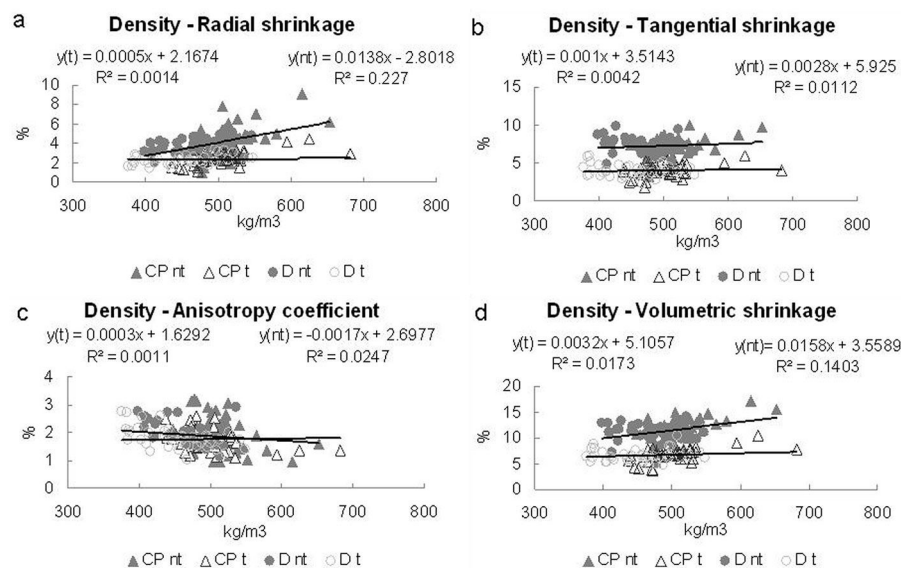 a
Density - Radial shrinkage
y(t) = 0.0005x + 2.1674
R² = 0.0014
y(nt) = 0.0138x - 2.8018
R² = 0.227
10
8
6
4
2
0
%
300 400 500 600 700 800
kg/m3
CP nt CP t D nt D t
b
Density - Tangential shrinkage
y(t) = 0.001x + 3.5143
R² = 0.0042
y(nt) = 0.0028x + 5.925
R² = 0.0112
15
10
5
0
%
300 400 500 600 700 800
kg/m3
CP nt CP t D nt D t
c
Density - Anisotropy coefficient
y(t) = 0.0003x + 1.6292
R² = 0.0011
y(nt) = -0.0017x + 2.6977
R² = 0.0247
4
3
2
1
0
%
300 400 500 600 700 800
kg/m3
CP nt CP t D nt D t
d
Density - Volumetric shrinkage
y(t) = 0.0032x + 5.1057
R² = 0.0173
y(nt) = 0.0158x + 3.5589
R² = 0.1403
20
15
10
5
0
%
300 400 500 600 700 800
kg/m3
CP nt CP t D nt D t